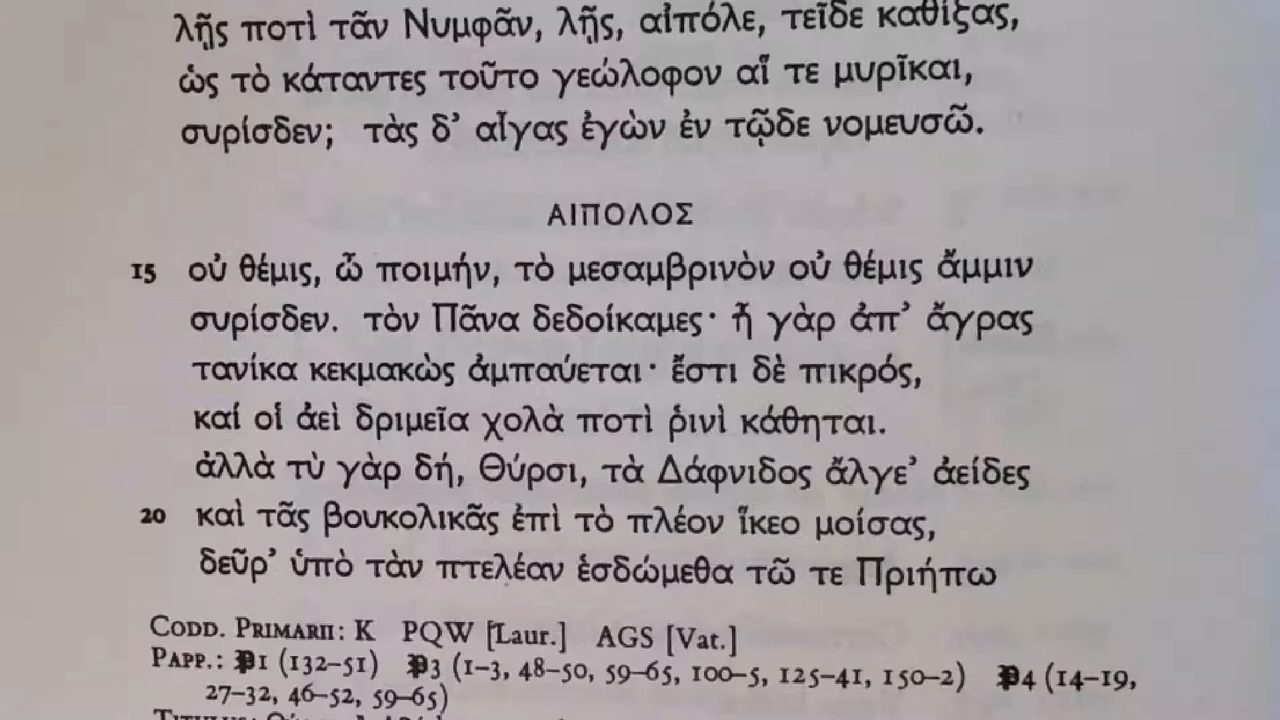 λῇς ποτὶ τᾶν Νυμφᾶν, λῇς, αἰπόλε, τεῖδε καθίξας,
ὡς τὸ κάταντες τοῦτο γεώλοφον αἵ τε μυρῖκαι,
συρίσδεν; τὰς δ’ αἶγας ἐγὼν ἐν τῷδε νομευσῶ.
ΑΙΠΟΛΟΣ
15 οὐ θέμις, ὦ ποιμήν, τὸ μεσαμβρινὸν οὐ θέμις ἄμμιν
συρίσδεν. τὸν Πᾶνα δεδοίκαμες· ἦ γὰρ ἀπ’ ἄγρας
τανίκα κεκμακὼς ἀμπαύεται· ἔστι δὲ πικρός,
καί οἱ ἀεὶ δριμεῖα χολὰ ποτὶ ῥινὶ κάθηται.
ἀλλὰ τὺ γὰρ δή, Θύρσι, τὰ Δάφνιδος ἄλγε’ ἀείδες
20 καὶ τᾶς βουκολικᾶς ἐπὶ τὸ πλέον ἵκεο μοίσας,
δεῦρ’ ὑπὸ τὰν πτελέαν ἑσδώμεθα τῶ τε Πριήπω
CODD. PRIMARII: K PQW [Laur.] AGS [Vat.]
PAPP.: 𝔓1 (132–51) 𝔓3 (1–3, 48–50, 59–65, 100–5, 125–41, 150–2) 𝔓4 (14–19,
27–32, 46–52, 59–65)